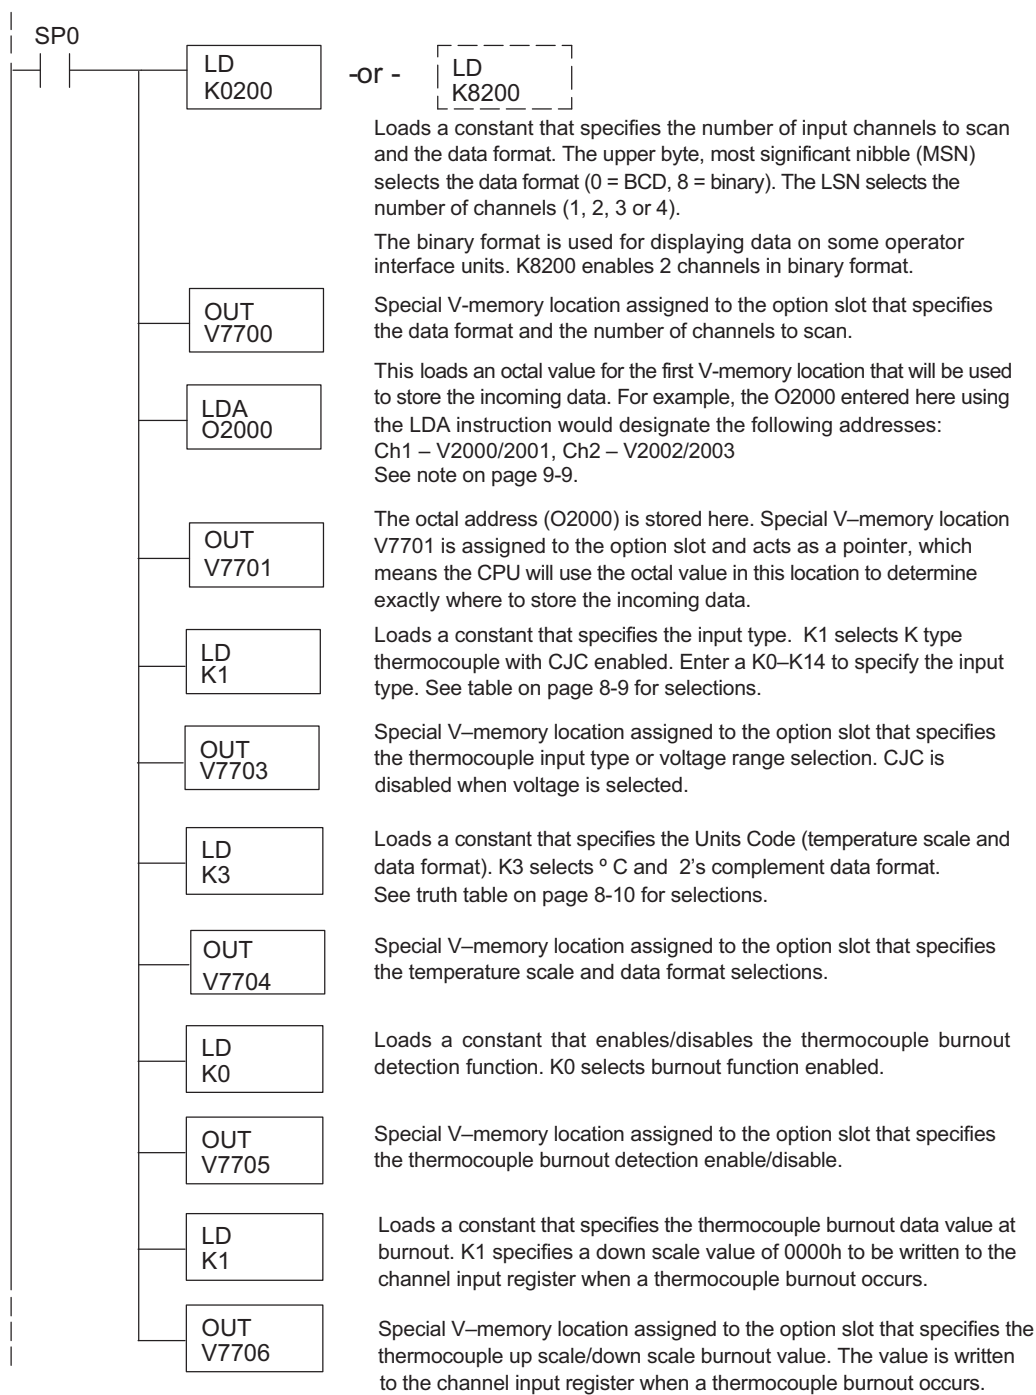 SP0
LD
K0200
-or -
LD
K8200
Loads a constant that specifies the number of input channels to scan
and the data format. The upper byte, most significant nibble (MSN)
selects the data format (0 = BCD, 8 = binary). The LSN selects the
number of channels (1, 2, 3 or 4).
The binary format is used for displaying data on some operator
interface units. K8200 enables 2 channels in binary format.
OUT
V7700
Special V-memory location assigned to the option slot that specifies
the data format and the number of channels to scan.
LDA
O2000
This loads an octal value for the first V-memory location that will be used
to store the incoming data. For example, the O2000 entered here using
the LDA instruction would designate the following addresses:
Ch1 – V2000/2001, Ch2 – V2002/2003
See note on page 9-9.
OUT
V7701
The octal address (O2000) is stored here. Special V–memory location
V7701 is assigned to the option slot and acts as a pointer, which
means the CPU will use the octal value in this location to determine
exactly where to store the incoming data.
LD
K1
Loads a constant that specifies the input type. K1 selects K type
thermocouple with CJC enabled. Enter a K0–K14 to specify the input
type. See table on page 8-9 for selections.
OUT
V7703
Special V–memory location assigned to the option slot that specifies
the thermocouple input type or voltage range selection. CJC is
disabled when voltage is selected.
LD
K3
Loads a constant that specifies the Units Code (temperature scale and
data format). K3 selects º C and 2's complement data format.
See truth table on page 8-10 for selections.
OUT
V7704
Special V–memory location assigned to the option slot that specifies
the temperature scale and data format selections.
LD
K0
Loads a constant that enables/disables the thermocouple burnout
detection function. K0 selects burnout function enabled.
OUT
V7705
Special V–memory location assigned to the option slot that specifies
the thermocouple burnout detection enable/disable.
LD
K1
Loads a constant that specifies the thermocouple burnout data value at
burnout. K1 specifies a down scale value of 0000h to be written to the
channel input register when a thermocouple burnout occurs.
OUT
V7706
Special V–memory location assigned to the option slot that specifies the
thermocouple up scale/down scale burnout value. The value is written
to the channel input register when a thermocouple burnout occurs.